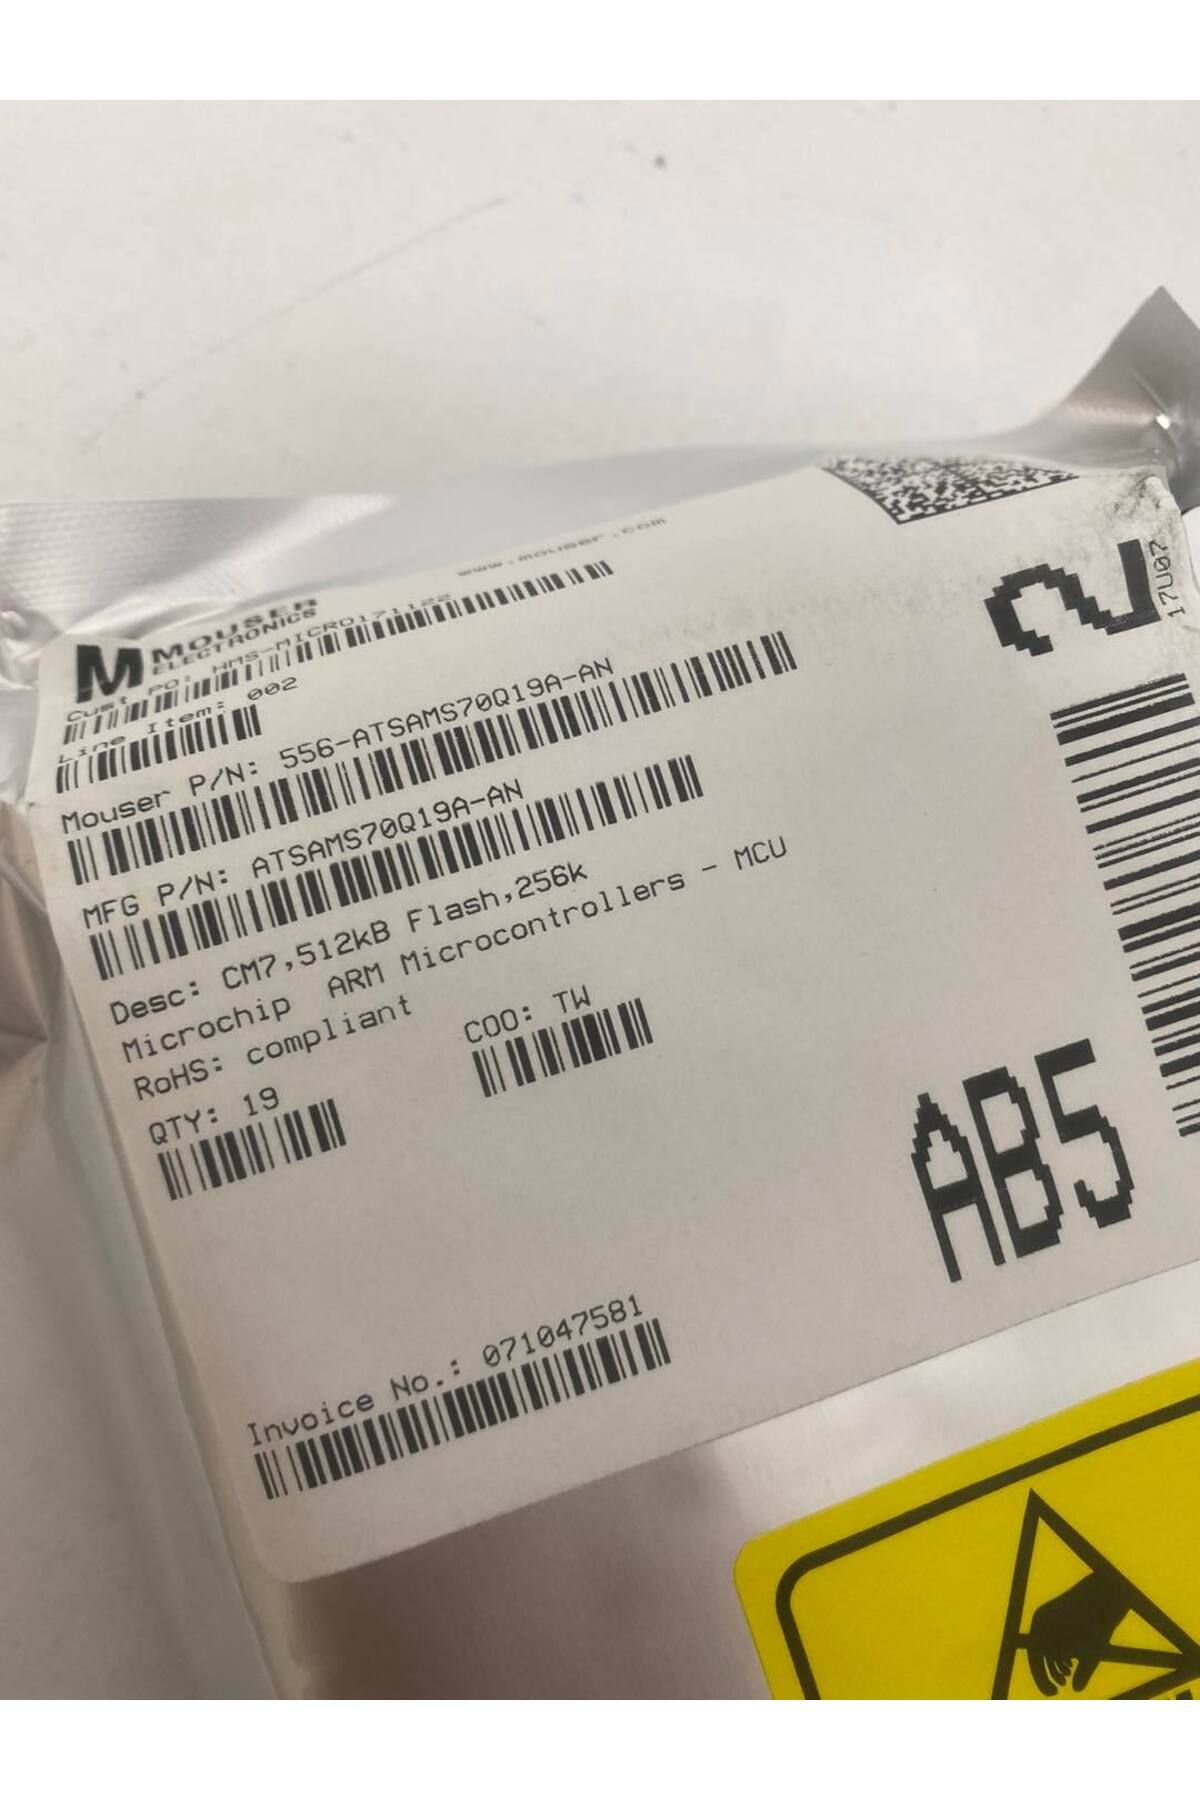 www.mouser.com
MOUSER
ELECTRONICS
Cust PO: HMS-MICRO171122
Line Item: 002
Mouser P/N: 556-ATSAMS70Q19A-AN
MFG P/N: ATSAMS70Q19A-AN
Desc: CM7,512kB Flash,256k
Microchip ARM Microcontrollers - MCU
RoHS: compliant
COO: TW
QTY: 19
Invoice No.: 071047581
2
17U07
AB5